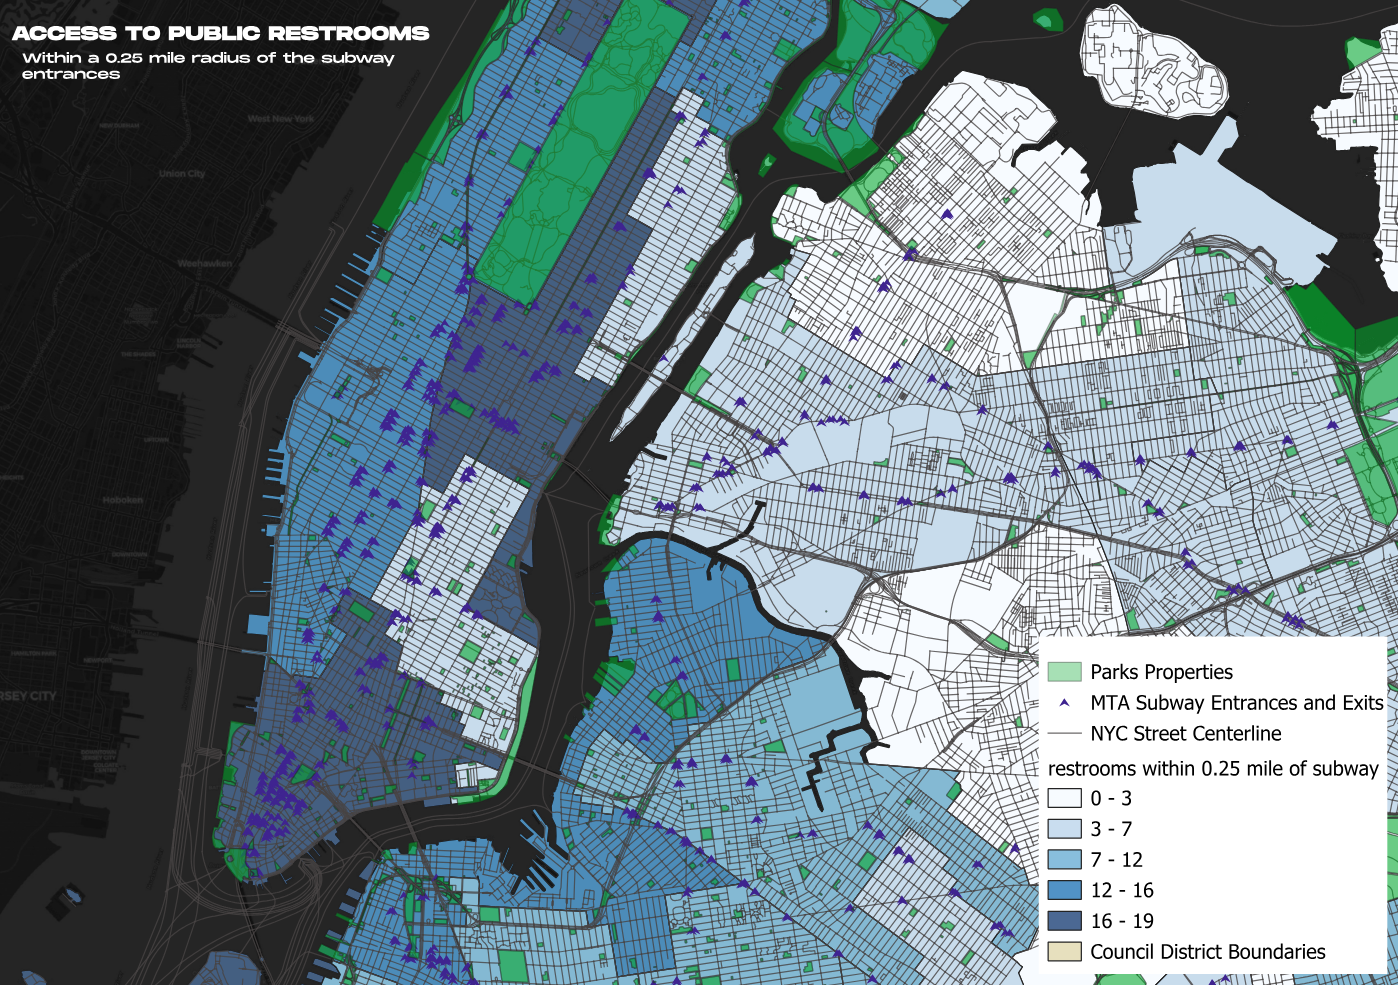 ACCESS TO PUBLIC RESTROOMS
Within a 0.25 mile radius of the subway
entrances
West New York
Union City
Weehawken
Hoboken
RSEY CITY
Parks Properties
MTA Subway Entrances and Exits
NYC Street Centerline
restrooms within 0.25 mile of subway
0 - 3
3 - 7
7 - 12
12 - 16
16 - 19
Council District Boundaries